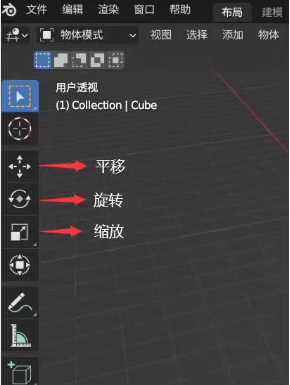 文件 编辑 渲染 窗口 帮助 布局 建模
物体模式 视图 选择 添加 物体
用户透视
(1) Collection | Cube
平移
旋转
缩放